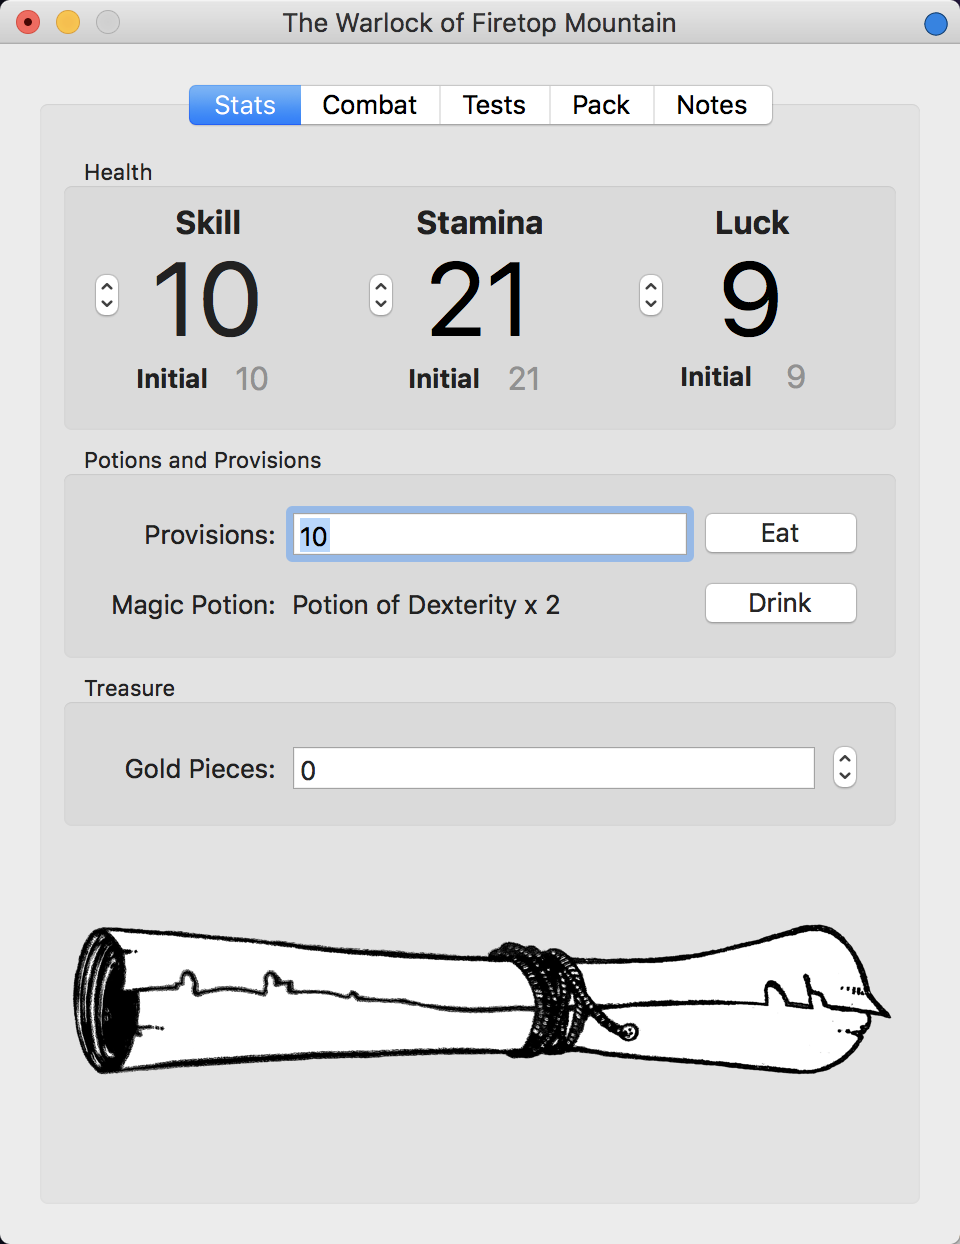 The Warlock of Firetop Mountain
Stats Combat Tests Pack Notes
Health
Skill Stamina Luck
10 21 9
Initial 10 Initial 21 Initial 9
Potions and Provisions
Provisions: 10 Eat
Magic Potion: Potion of Dexterity x 2 Drink
Treasure
Gold Pieces: 0